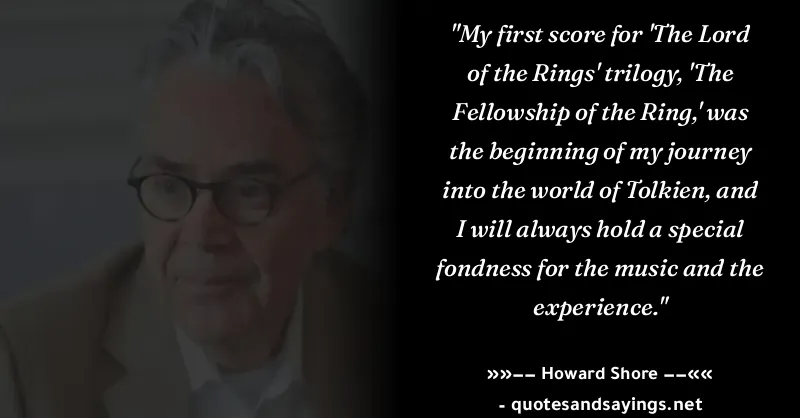 "My first score for 'The Lord
of the Rings' trilogy, 'The
Fellowship of the Ring,' was
the beginning of my journey
into the world of Tolkien, and
I will always hold a special
fondness for the music and the
experience."
»»−− Howard Shore −−««
- quotesandsayings.net